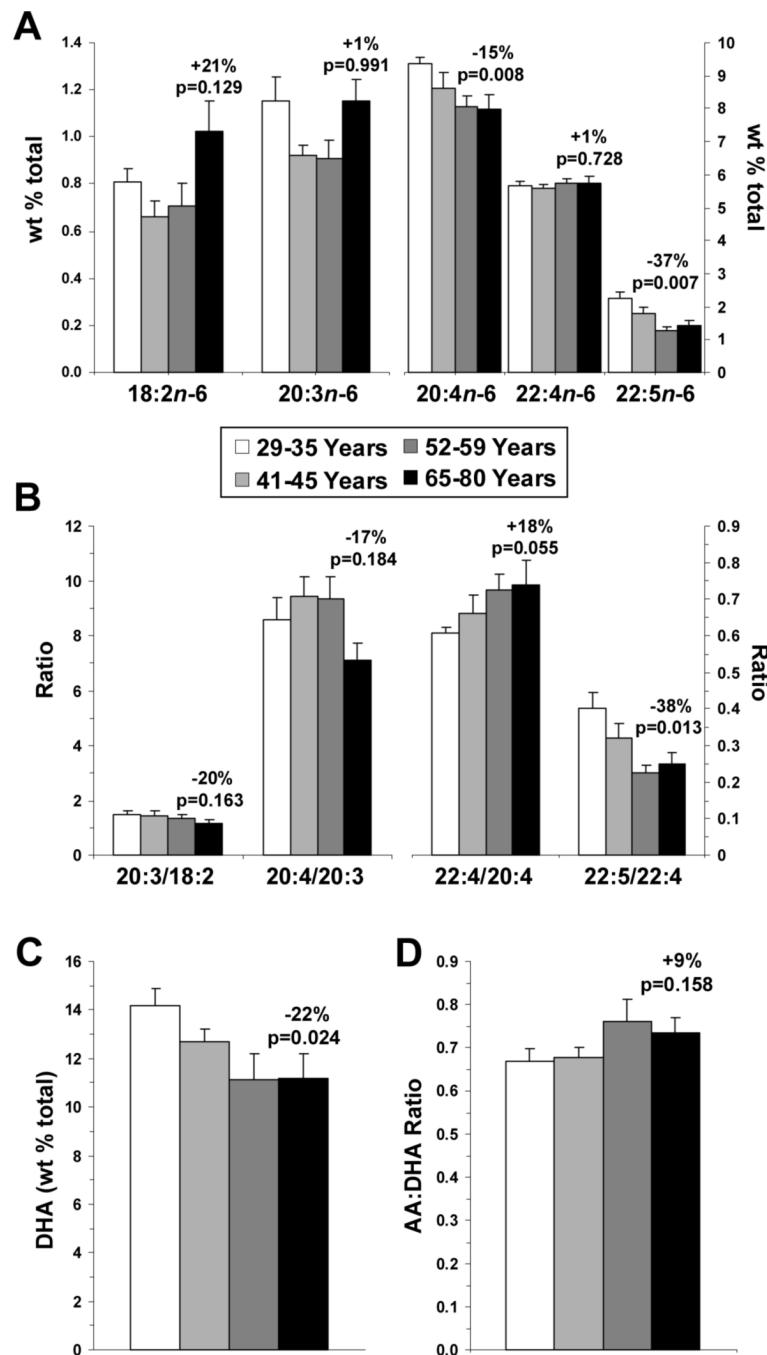 A
1.4
1.2
1.0
0.8
0.6
0.4
0.2
0.0
wt % total
+21%
p=0.129
+1%
p=0.991
-15%
p=0.008
+1%
p=0.728
-37%
p=0.007
10
9
8
7
6
5
4
3
2
1
0
wt % total
18:2n-6 20:3n-6 20:4n-6 22:4n-6 22:5n-6
29-35 Years 52-59 Years
41-45 Years 65-80 Years
B
12
10
8
6
4
2
0
Ratio
-20%
p=0.163
-17%
p=0.184
+18%
p=0.055
-38%
p=0.013
0.9
0.8
0.7
0.6
0.5
0.4
0.3
0.2
0.1
0
Ratio
20:3/18:2 20:4/20:3 22:4/20:4 22:5/22:4
C
16
14
12
10
8
6
4
2
0
DHA (wt % total)
-22%
p=0.024
D
0.9
0.8
0.7
0.6
0.5
0.4
0.3
0.2
0.1
0.0
AA:DHA Ratio
+9%
p=0.158